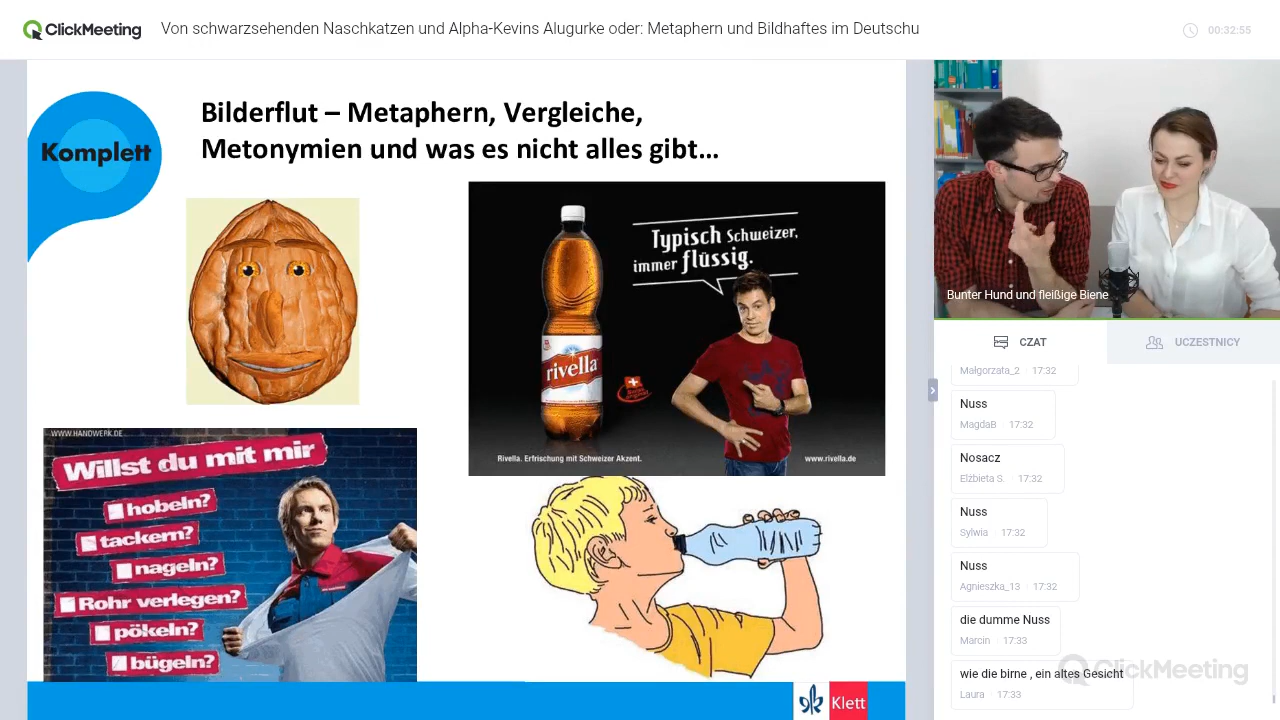 ClickMeeting
Von schwarzsehenden Naschkatzen und Alpha-Kevins Alugurke oder: Metaphern und Bildhaftes im Deutschu
00:32:55
Komplett
Bilderflut – Metaphern, Vergleiche,
Metonymien und was es nicht alles gibt...
Typisch Schweizer,
immer flüssig.
rivella
Rivella. Erfrischung mit Schweizer Akzent.
www.rivella.de
WWW.HANDWERK.DE
Willst du mit mir
hobeln?
tackern?
nageln?
Rohr verlegen?
pökeln?
bügeln?
Klett
Bunter Hund und fleißige Biene
CZAT
UCZESTNICY
Małgorzata_2 · 17:32
Nuss
MagdaB · 17:32
Nosacz
Elżbieta S. · 17:32
Nuss
Sylwia · 17:32
Nuss
Agnieszka_13 · 17:32
die dumme Nuss
Marcin · 17:33
wie die birne , ein altes Gesicht
Laura · 17:33
ClickMeeting